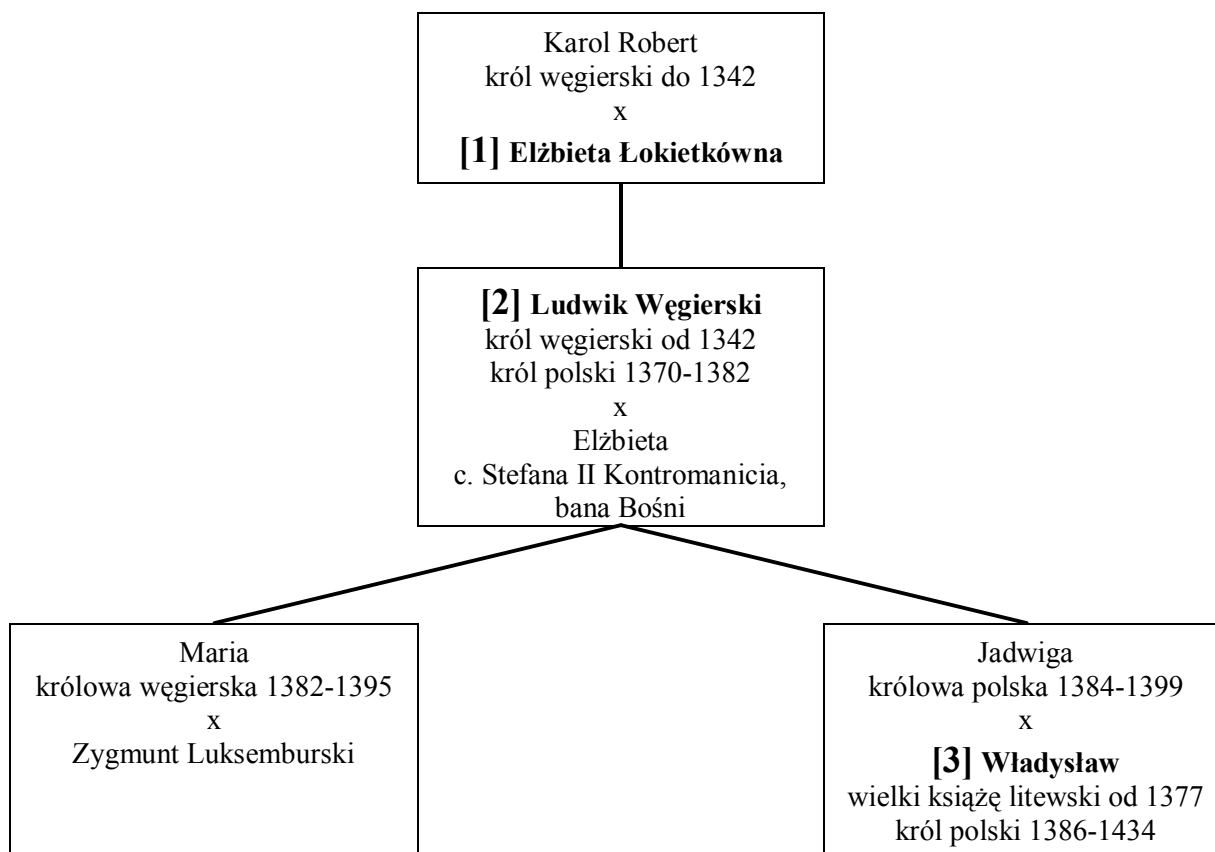 Karol Robert
król węgierski do 1342
x
[1] Elżbieta Łokietkówna
[2] Ludwik Węgierski
król węgierski od 1342
król polski 1370-1382
x
Elżbieta
c. Stefana II Kontromanicia,
bana Bośni
Maria
królowa węgierska 1382-1395
x
Zygmunt Luksemburski
Jadwiga
królowa polska 1384-1399
x
[3] Władysław
wielki książę litewski od 1377
król polski 1386-1434